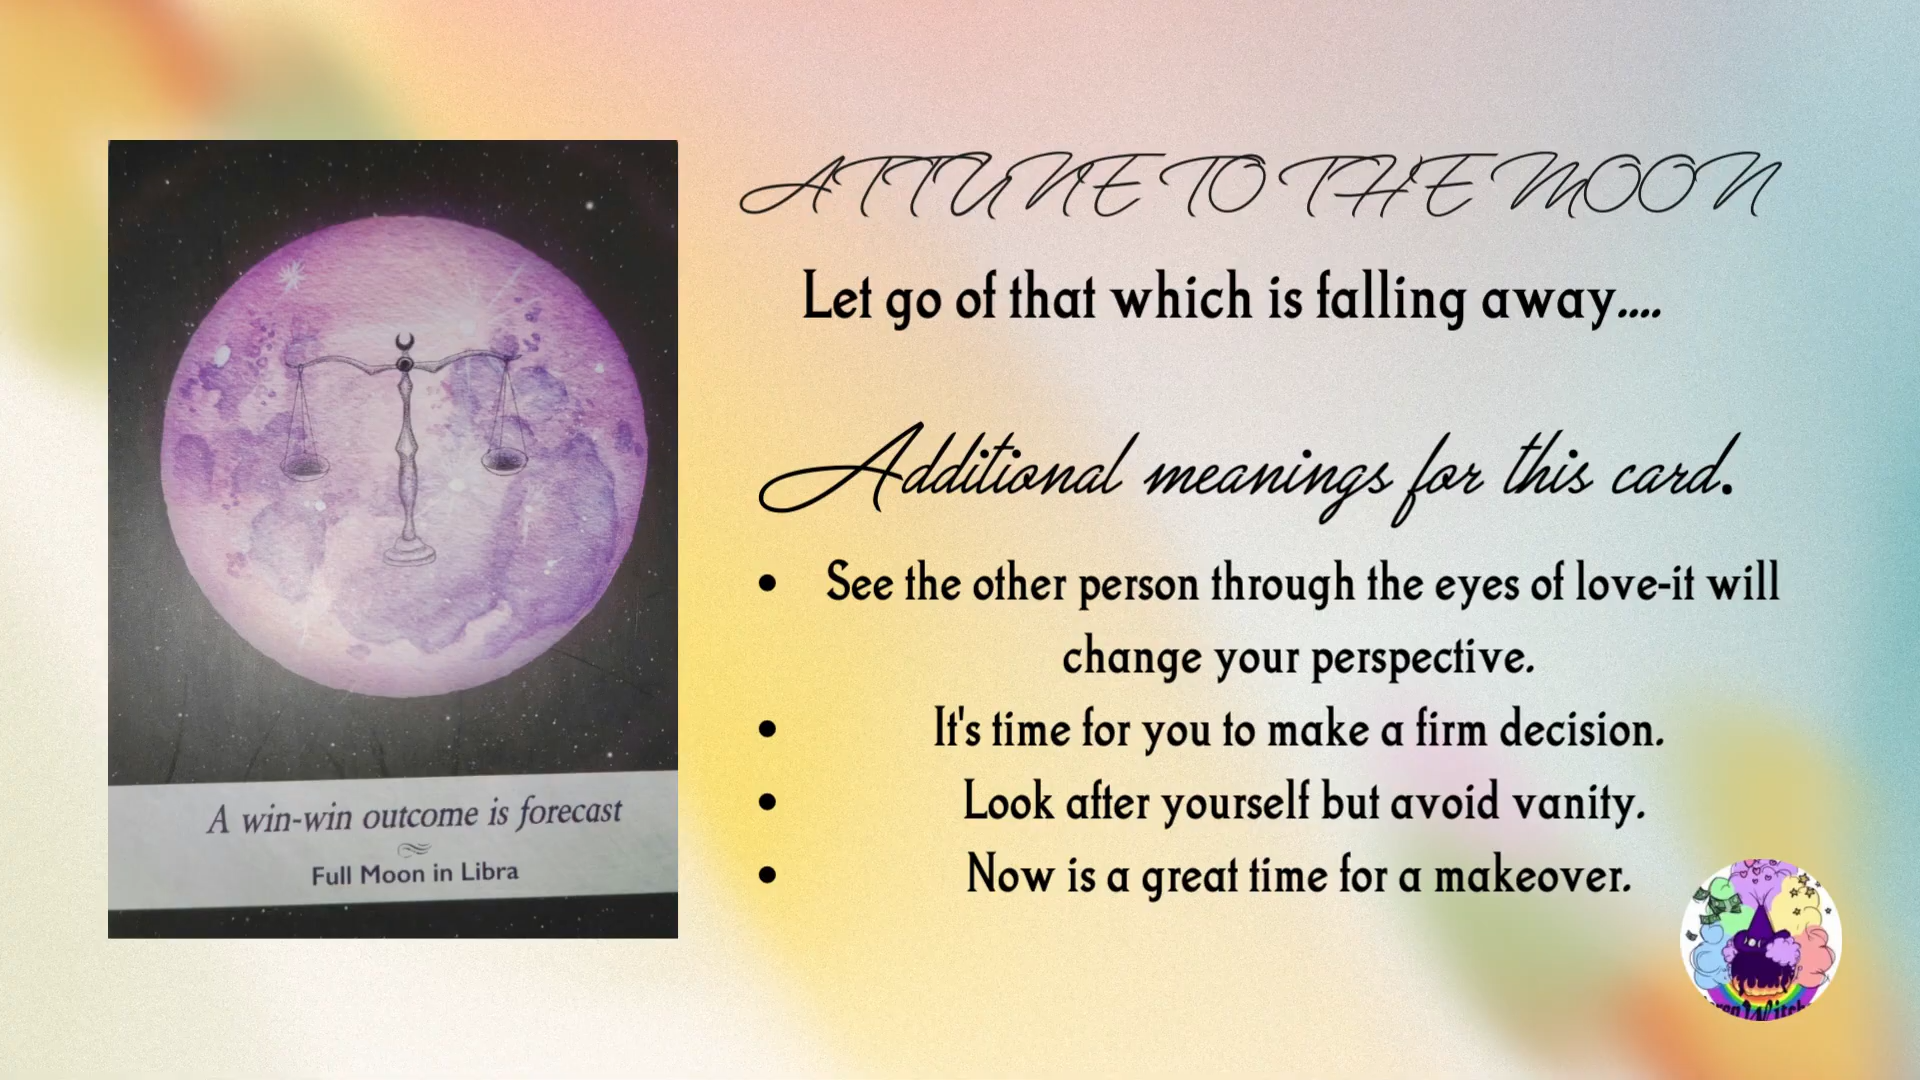 A win-win outcome is forecast
Full Moon in Libra
ATTUNE TO THE MOON
Let go of that which is falling away....
Additional meanings for this card.
• See the other person through the eyes of love-it will
change your perspective.
• It's time for you to make a firm decision.
• Look after yourself but avoid vanity.
• Now is a great time for a makeover.